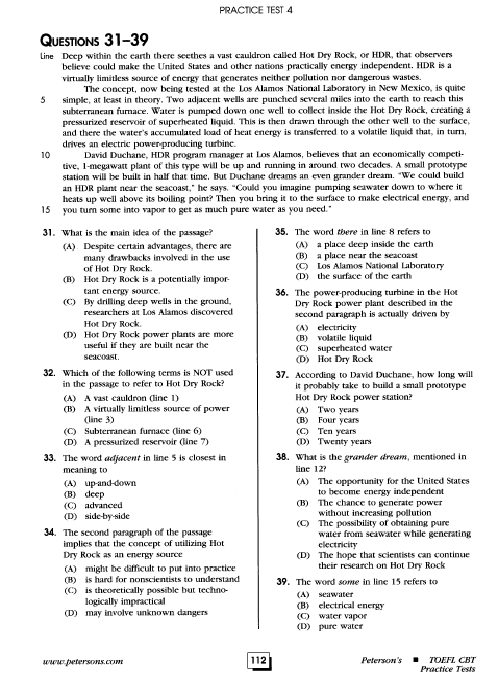 PRACTICE TEST 4
QUESTIONS 31–39
Line Deep within the earth there seethes a vast cauldron called Hot Dry Rock, or HDR, that observers
believe could make the United States and other nations practically energy independent. HDR is a
virtually limitless source of energy that generates neither pollution nor dangerous wastes.
The concept, now being tested at the Los Alamos National Laboratory in New Mexico, is quite
5 simple, at least in theory. Two adjacent wells are punched several miles into the earth to reach this
subterranean furnace. Water is pumped down one well to collect inside the Hot Dry Rock, creating a
pressurized reservoir of superheated liquid. This is then drawn through the other well to the surface,
and there the water's accumulated load of heat energy is transferred to a volatile liquid that, in turn,
drives an electric power-producing turbine.
10 David Duchane, HDR program manager at Los Alamos, believes that an economically competi-
tive, 1-megawatt plant of this type will be up and running in around two decades. A small prototype
station will be built in half that time. But Duchane dreams an even grander dream. "We could build
an HDR plant near the seacoast," he says. "Could you imagine pumping seawater down to where it
heats up well above its boiling point? Then you bring it to the surface to make electrical energy, and
15 you turn some into vapor to get as much pure water as you need."
31. What is the main idea of the passage?
(A) Despite certain advantages, there are
many drawbacks involved in the use
of Hot Dry Rock.
(B) Hot Dry Rock is a potentially impor-
tant energy source.
(C) By drilling deep wells in the ground,
researchers at Los Alamos discovered
Hot Dry Rock.
(D) Hot Dry Rock power plants are more
useful if they are built near the
seacoast.
32. Which of the following terms is NOT used
in the passage to refer to Hot Dry Rock?
(A) A vast cauldron (line 1)
(B) A virtually limitless source of power
(line 3)
(C) Subterranean furnace (line 6)
(D) A pressurized reservoir (line 7)
33. The word adjacent in line 5 is closest in
meaning to
(A) up-and-down
(B) deep
(C) advanced
(D) side-by-side
34. The second paragraph of the passage
implies that the concept of utilizing Hot
Dry Rock as an energy source
(A) might be difficult to put into practice
(B) is hard for nonscientists to understand
(C) is theoretically possible but techno-
logically impractical
(D) may involve unknown dangers
35. The word there in line 8 refers to
(A) a place deep inside the earth
(B) a place near the seacoast
(C) Los Alamos National Laboratory
(D) the surface of the earth
36. The power-producing turbine in the Hot
Dry Rock power plant described in the
second paragraph is actually driven by
(A) electricity
(B) volatile liquid
(C) superheated water
(D) Hot Dry Rock
37. According to David Duchane, how long will
it probably take to build a small prototype
Hot Dry Rock power station?
(A) Two years
(B) Four years
(C) Ten years
(D) Twenty years
38. What is the grander dream, mentioned in
line 12?
(A) The opportunity for the United States
to become energy independent
(B) The chance to generate power
without increasing pollution
(C) The possibility of obtaining pure
water from seawater while generating
electricity
(D) The hope that scientists can continue
their research on Hot Dry Rock
39. The word some in line 15 refers to
(A) seawater
(B) electrical energy
(C) water vapor
(D) pure water
www.petersons.com
112
Peterson's ■ TOEFL CBT
Practice Tests